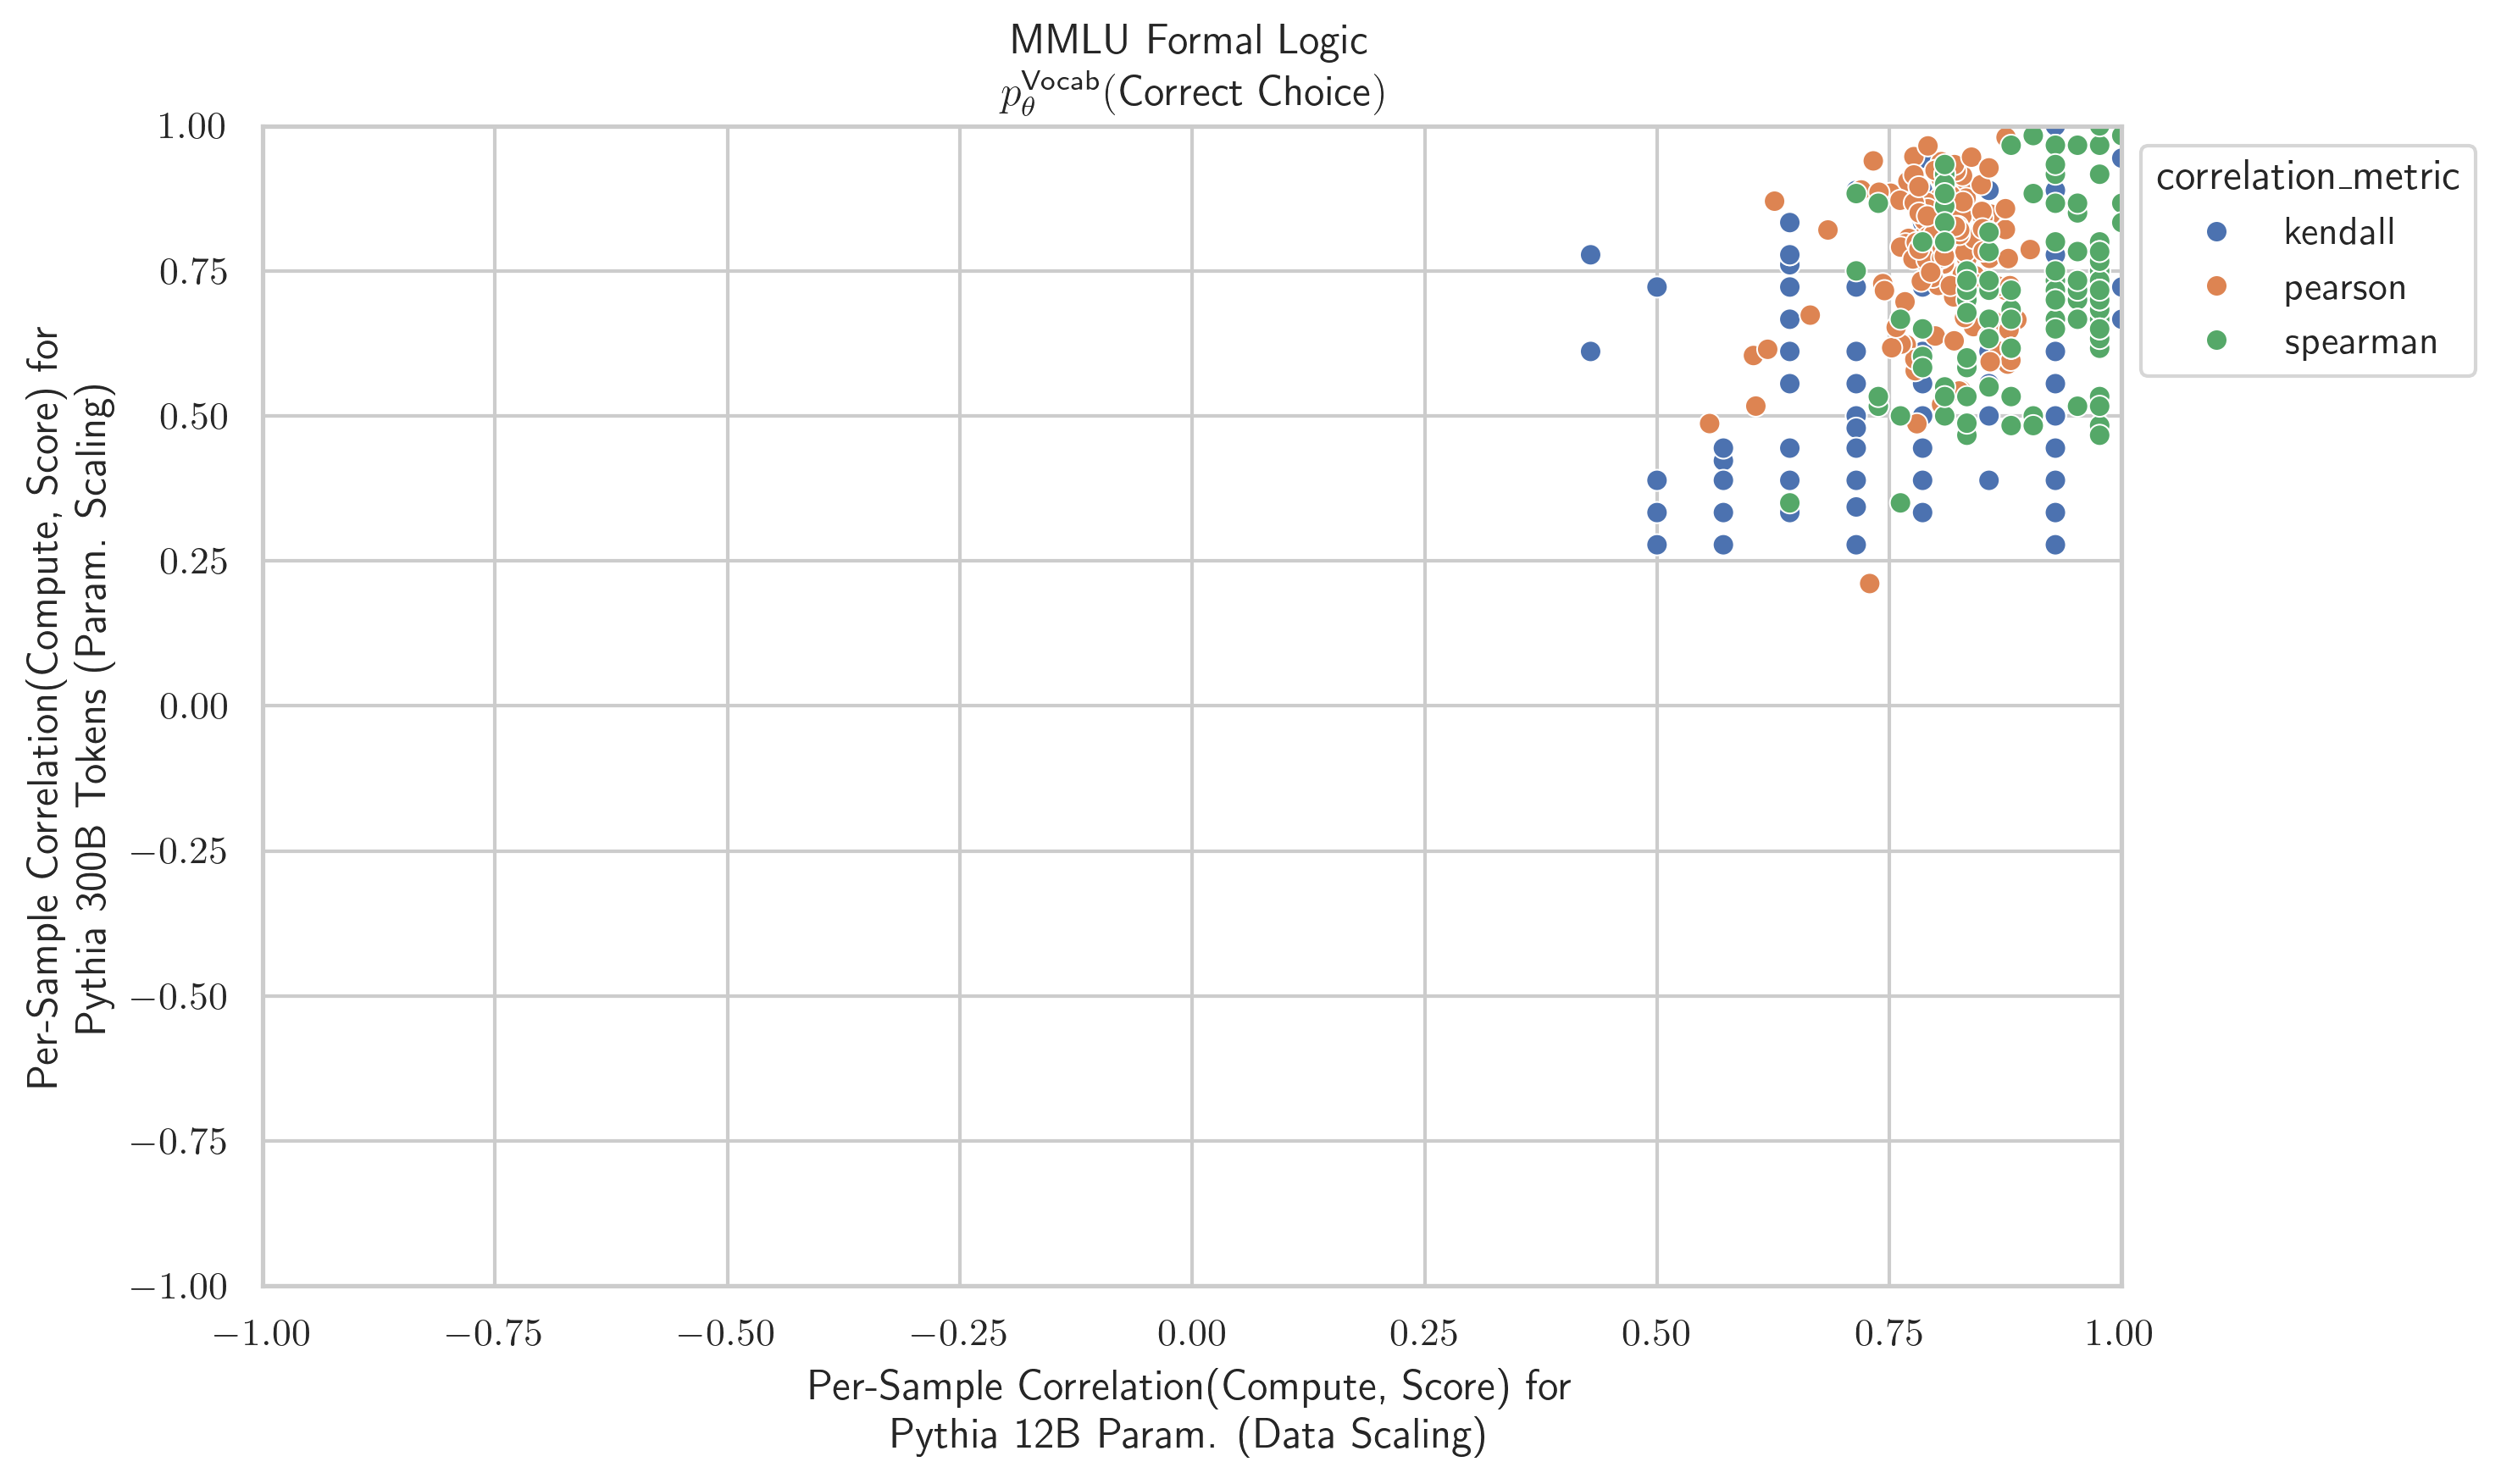 MMLU Formal Logic
p_θ^Vocab(Correct Choice)
Per-Sample Correlation(Compute, Score) for
Pythia 300B Tokens (Param. Scaling)
1.00
0.75
0.50
0.25
0.00
−0.25
−0.50
−0.75
−1.00
−1.00 −0.75 −0.50 −0.25 0.00 0.25 0.50 0.75 1.00
Per-Sample Correlation(Compute, Score) for
Pythia 12B Param. (Data Scaling)
correlation_metric
kendall
pearson
spearman